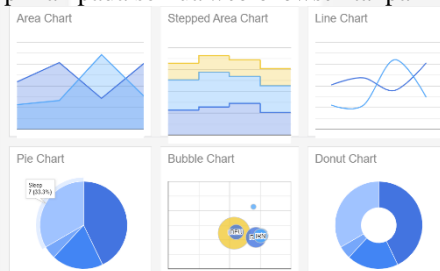 Area Chart
Stepped Area Chart
Line Chart
Pie Chart
Bubble Chart
Donut Chart
Sleep
7 (33.3%)